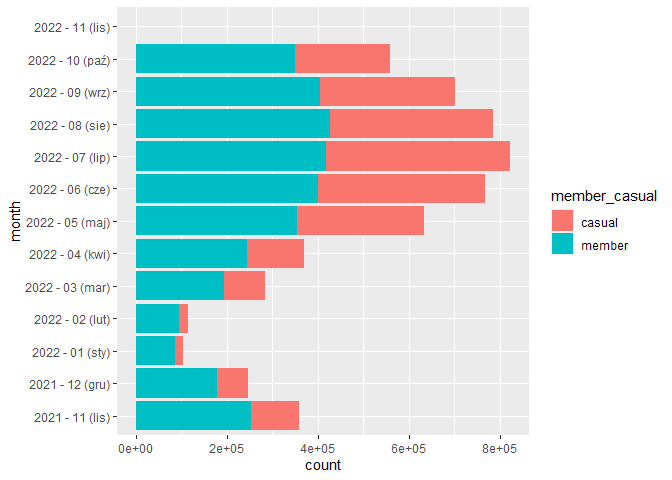 2022 - 11 (lis)
2022 - 10 (paź)
2022 - 09 (wrz)
2022 - 08 (sie)
2022 - 07 (lip)
2022 - 06 (cze)
2022 - 05 (maj)
2022 - 04 (kwi)
2022 - 03 (mar)
2022 - 02 (lut)
2022 - 01 (sty)
2021 - 12 (gru)
2021 - 11 (lis)
month
0e+00 2e+05 4e+05 6e+05 8e+05
count
member_casual
casual
member